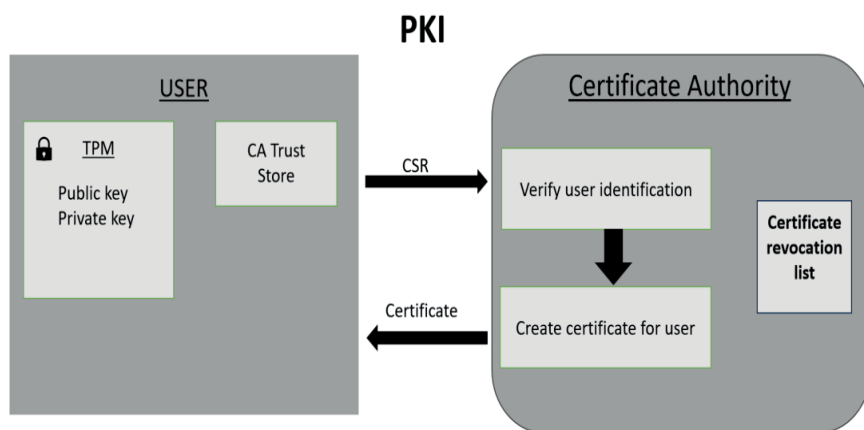 PKI
USER
TPM
Public key
Private key
CA Trust
Store
CSR
Certificate
Certificate Authority
Verify user identification
Create certificate for user
Certificate
revocation
list